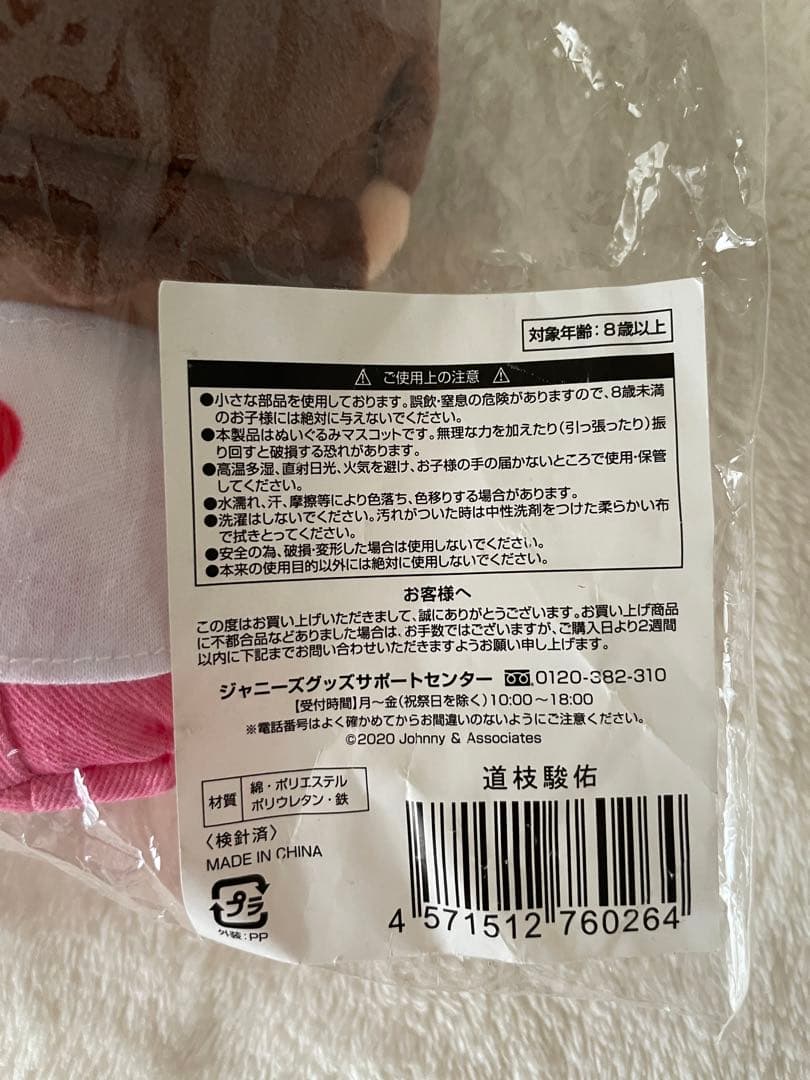 対象年齢:8歳以上
⚠ ご使用上の注意 ⚠
●小さな部品を使用しております。誤飲・窒息の危険がありますので、8歳未満
のお子様には絶対に与えないでください。
●本製品はぬいぐるみマスコットです。無理な力を加えたり(引っ張ったり)振
り回すと破損する恐れがあります。
●高温多湿、直射日光、火気を避け、お子様の手の届かないところで使用・保管
してください。
●水濡れ、汗、摩擦等により色落ち、色移りする場合があります。
●洗濯はしないでください。汚れがついた時は中性洗剤をつけた柔らかい布
で拭きとってください。
●安全の為、破損・変形した場合は使用しないでください。
●本来の使用目的以外には絶対に使用しないでください。
お客様へ
この度はお買い上げいただきまして、誠にありがとうございます。お買い上げ商品
に不都合品などありました場合は、お手数ではございますが、ご購入日より2週間
以内に下記までお問い合わせいただきますようお願い申し上げます。
ジャニーズグッズサポートセンター 0120-382-310
【受付時間】月〜金(祝祭日を除く)10:00〜18:00
※電話番号はよく確かめてからお間違いのないようにご注意ください。
©2020 Johnny & Associates
材質 綿・ポリエステル
ポリウレタン・鉄
〈検針済〉
MADE IN CHINA
プラ
外装:PP
道枝駿佑
4 571512 760264